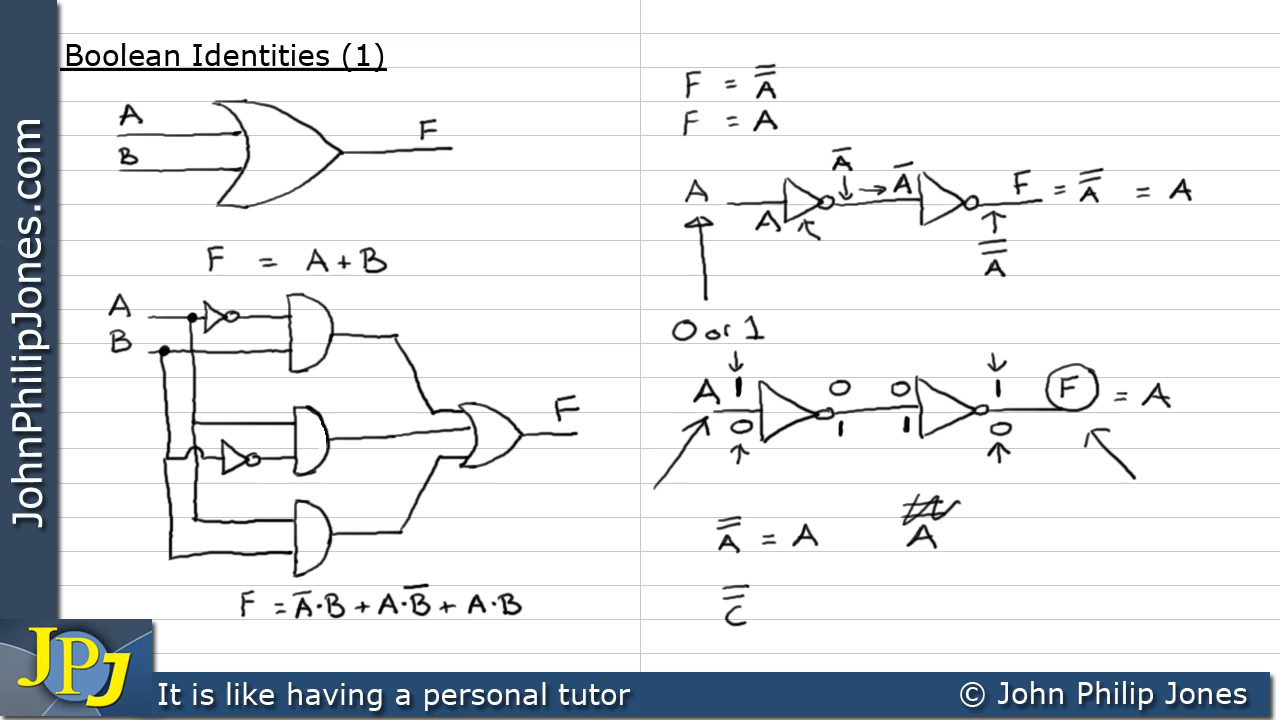 Boolean Identities (1)
A
B
F
F = A + B
A
B
F
F = A̅·B + A·B̅ + A·B
F = A̿
F = A
A̅
A
A
→ A̅
F = A̿ = A
A̿
0 or 1
A 1 0 0 1 F = A
0 1 1 0
A̿ = A
A
C̿
JohnPhilipJones.com
JPJ
It is like having a personal tutor
© John Philip Jones